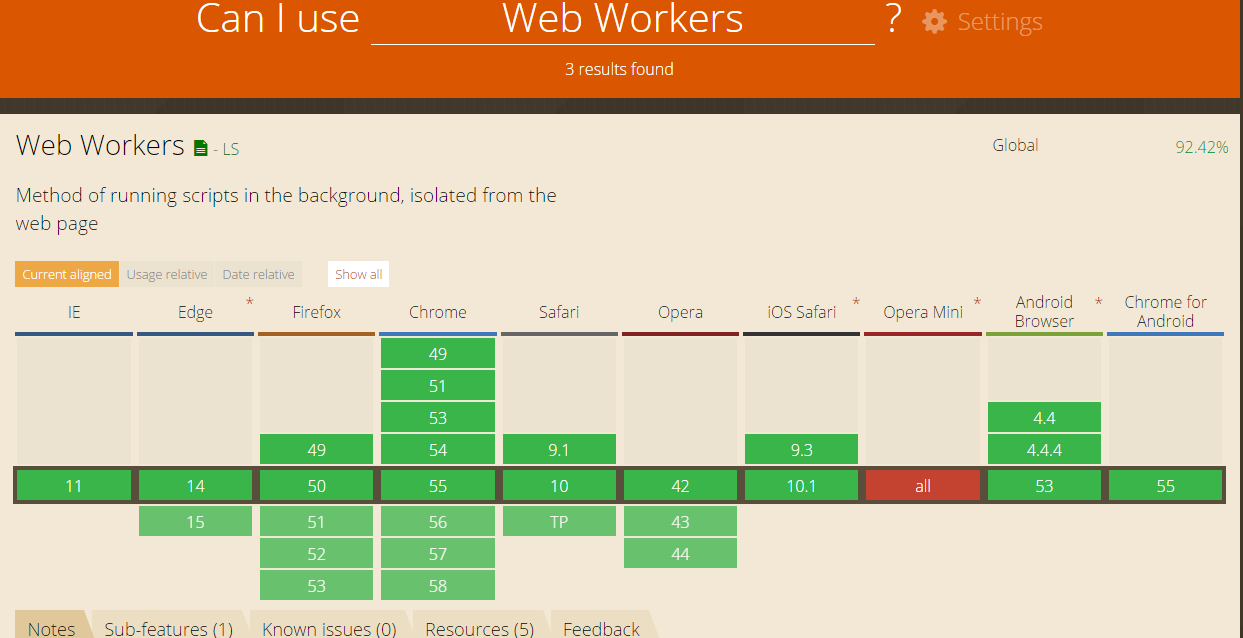 Can I use Web Workers ? Settings
3 results found
Web Workers - LS
Global 92.42%
Method of running scripts in the background, isolated from the
web page
Current aligned Usage relative Date relative Show all
IE Edge * Firefox Chrome Safari Opera iOS Safari * Opera Mini * Android Browser * Chrome for Android
49
51
53 4.4
49 54 9.1 9.3 4.4.4
11 14 50 55 10 42 10.1 all 53 55
15 51 56 TP 43
52 57 44
53 58
Notes Sub-features (1) Known issues (0) Resources (5) Feedback